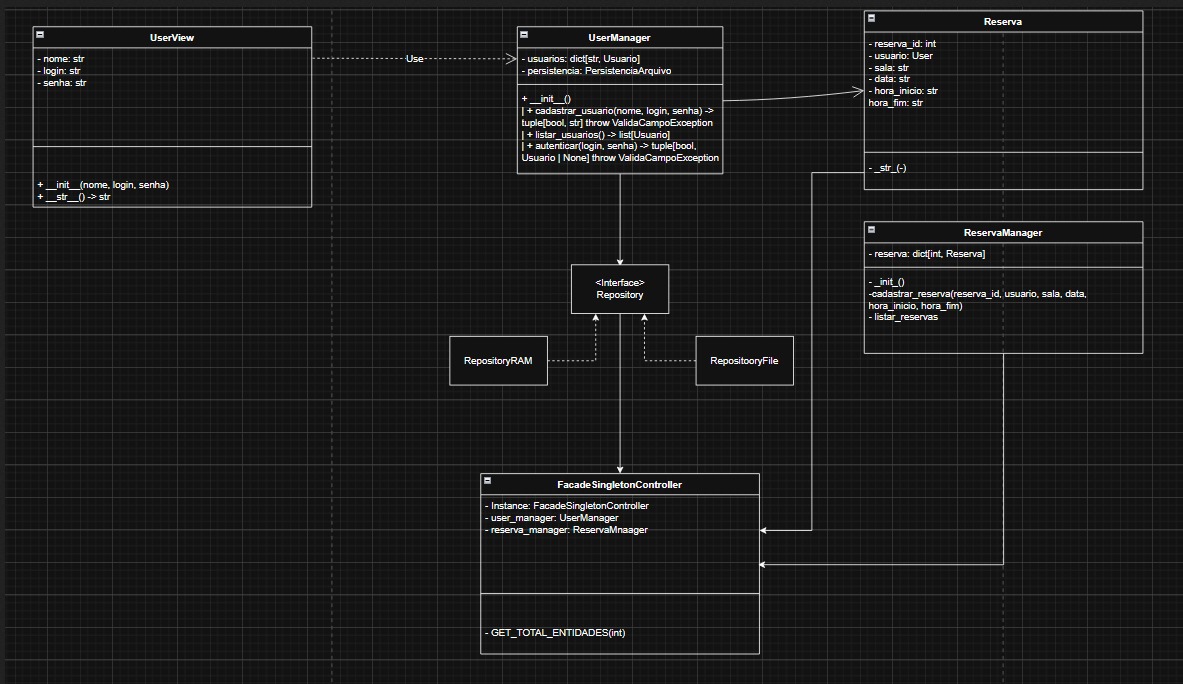 UserView
- nome: str
- login: str
- senha: str
+ __init__(nome, login, senha)
+ __str__() -> str
Use
UserManager
- usuarios: dict[str, Usuario]
- persistencia: PersistenciaArquivo
+ __init__()
| + cadastrar_usuario(nome, login, senha) ->
tuple[bool, str] throw ValidaCampoException
| + listar_usuarios() -> list[Usuario]
| + autenticar(login, senha) -> tuple[bool,
Usuario | None] throw ValidaCampoException
Reserva
- reserva_id: int
- usuario: User
- sala: str
- data: str
- hora_inicio: str
hora_fim: str
- _str_(-)
ReservaManager
- reserva: dict[int, Reserva]
- _init_()
-cadastrar_reserva(reserva_id, usuario, sala, data,
hora_inicio, hora_fim)
- listar_reservas
<Interface>
Repository
RepositoryRAM
RepositooryFile
FacadeSingletonController
- Instance: FacadeSingletonController
- user_manager: UserManager
- reserva_manager: ReservaMnaager
- GET_TOTAL_ENTIDADES(int)